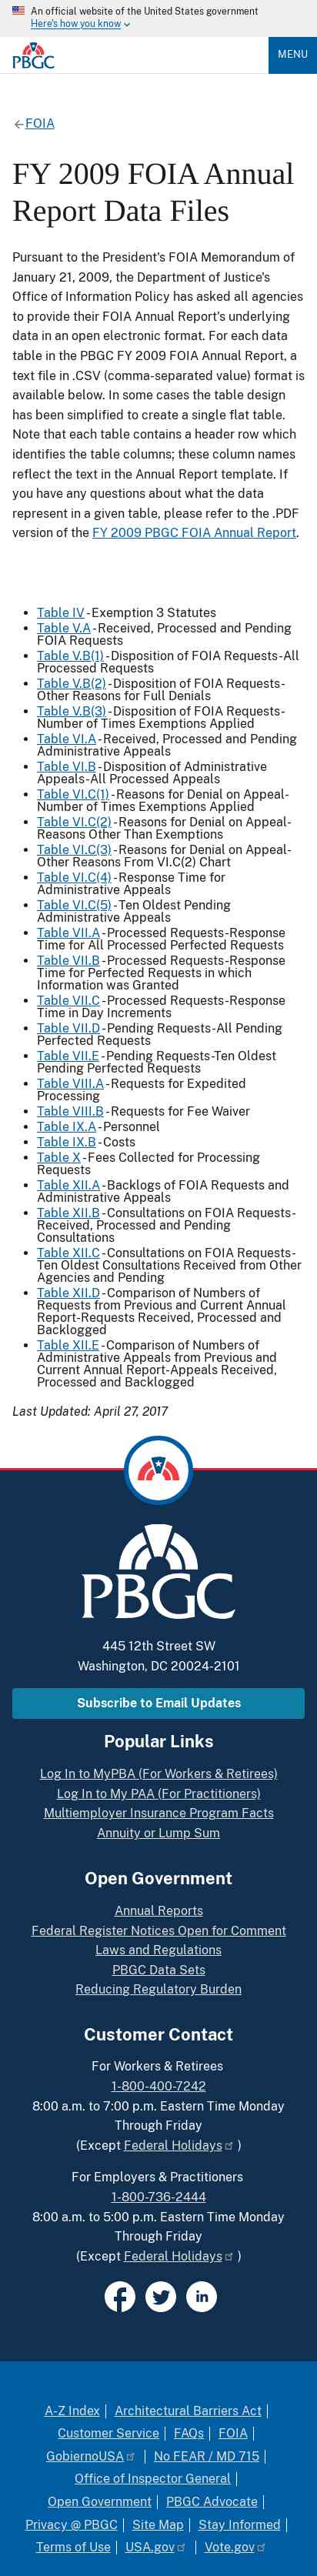 An official website of the United States government
Here's how you know
PBGC
MENU
FOIA
FY 2009 FOIA Annual
Report Data Files
Pursuant to the President's FOIA Memorandum of
January 21, 2009, the Department of Justice's
Office of Information Policy has asked all agencies
to provide their FOIA Annual Report's underlying
data in an open electronic format. For each data
table in the PBGC FY 2009 FOIA Annual Report, a
text file in .CSV (comma-separated value) format is
available below. In some cases the table design
has been simplified to create a single flat table.
Note that each table contains a header row which
identifies the table columns; these column names
reflect the text in the Annual Report template. If
you have any questions about what the data
represent in a given table, please refer to the .PDF
version of the FY 2009 PBGC FOIA Annual Report.
Table IV - Exemption 3 Statutes
Table V.A - Received, Processed and Pending
FOIA Requests
Table V.B(1) - Disposition of FOIA Requests-All
Processed Requests
Table V.B(2) - Disposition of FOIA Requests-
Other Reasons for Full Denials
Table V.B(3) - Disposition of FOIA Requests-
Number of Times Exemptions Applied
Table VI.A - Received, Processed and Pending
Administrative Appeals
Table VI.B - Disposition of Administrative
Appeals-All Processed Appeals
Table VI.C(1) - Reasons for Denial on Appeal-
Number of Times Exemptions Applied
Table VI.C(2) - Reasons for Denial on Appeal-
Reasons Other Than Exemptions
Table VI.C(3) - Reasons for Denial on Appeal-
Other Reasons From VI.C(2) Chart
Table VI.C(4) - Response Time for
Administrative Appeals
Table VI.C(5) - Ten Oldest Pending
Administrative Appeals
Table VII.A - Processed Requests-Response
Time for All Processed Perfected Requests
Table VII.B - Processed Requests-Response
Time for Perfected Requests in which
Information was Granted
Table VII.C - Processed Requests-Response
Time in Day Increments
Table VII.D - Pending Requests-All Pending
Perfected Requests
Table VII.E - Pending Requests-Ten Oldest
Pending Perfected Requests
Table VIII.A - Requests for Expedited
Processing
Table VIII.B - Requests for Fee Waiver
Table IX.A - Personnel
Table IX.B - Costs
Table X - Fees Collected for Processing
Requests
Table XII.A - Backlogs of FOIA Requests and
Administrative Appeals
Table XII.B - Consultations on FOIA Requests-
Received, Processed and Pending
Consultations
Table XII.C - Consultations on FOIA Requests-
Ten Oldest Consultations Received from Other
Agencies and Pending
Table XII.D - Comparison of Numbers of
Requests from Previous and Current Annual
Report-Requests Received, Processed and
Backlogged
Table XII.E - Comparison of Numbers of
Administrative Appeals from Previous and
Current Annual Report-Appeals Received,
Processed and Backlogged
Last Updated: April 27, 2017
PBGC
445 12th Street SW
Washington, DC 20024-2101
Subscribe to Email Updates
Popular Links
Log In to MyPBA (For Workers & Retirees)
Log In to My PAA (For Practitioners)
Multiemployer Insurance Program Facts
Annuity or Lump Sum
Open Government
Annual Reports
Federal Register Notices Open for Comment
Laws and Regulations
PBGC Data Sets
Reducing Regulatory Burden
Customer Contact
For Workers & Retirees
1-800-400-7242
8:00 a.m. to 7:00 p.m. Eastern Time Monday
Through Friday
(Except Federal Holidays )
For Employers & Practitioners
1-800-736-2444
8:00 a.m. to 5:00 p.m. Eastern Time Monday
Through Friday
(Except Federal Holidays )
A-Z Index | Architectural Barriers Act |
Customer Service | FAQs | FOIA |
GobiernoUSA | No FEAR / MD 715 |
Office of Inspector General |
Open Government | PBGC Advocate |
Privacy @ PBGC | Site Map | Stay Informed |
Terms of Use | USA.gov | Vote.gov